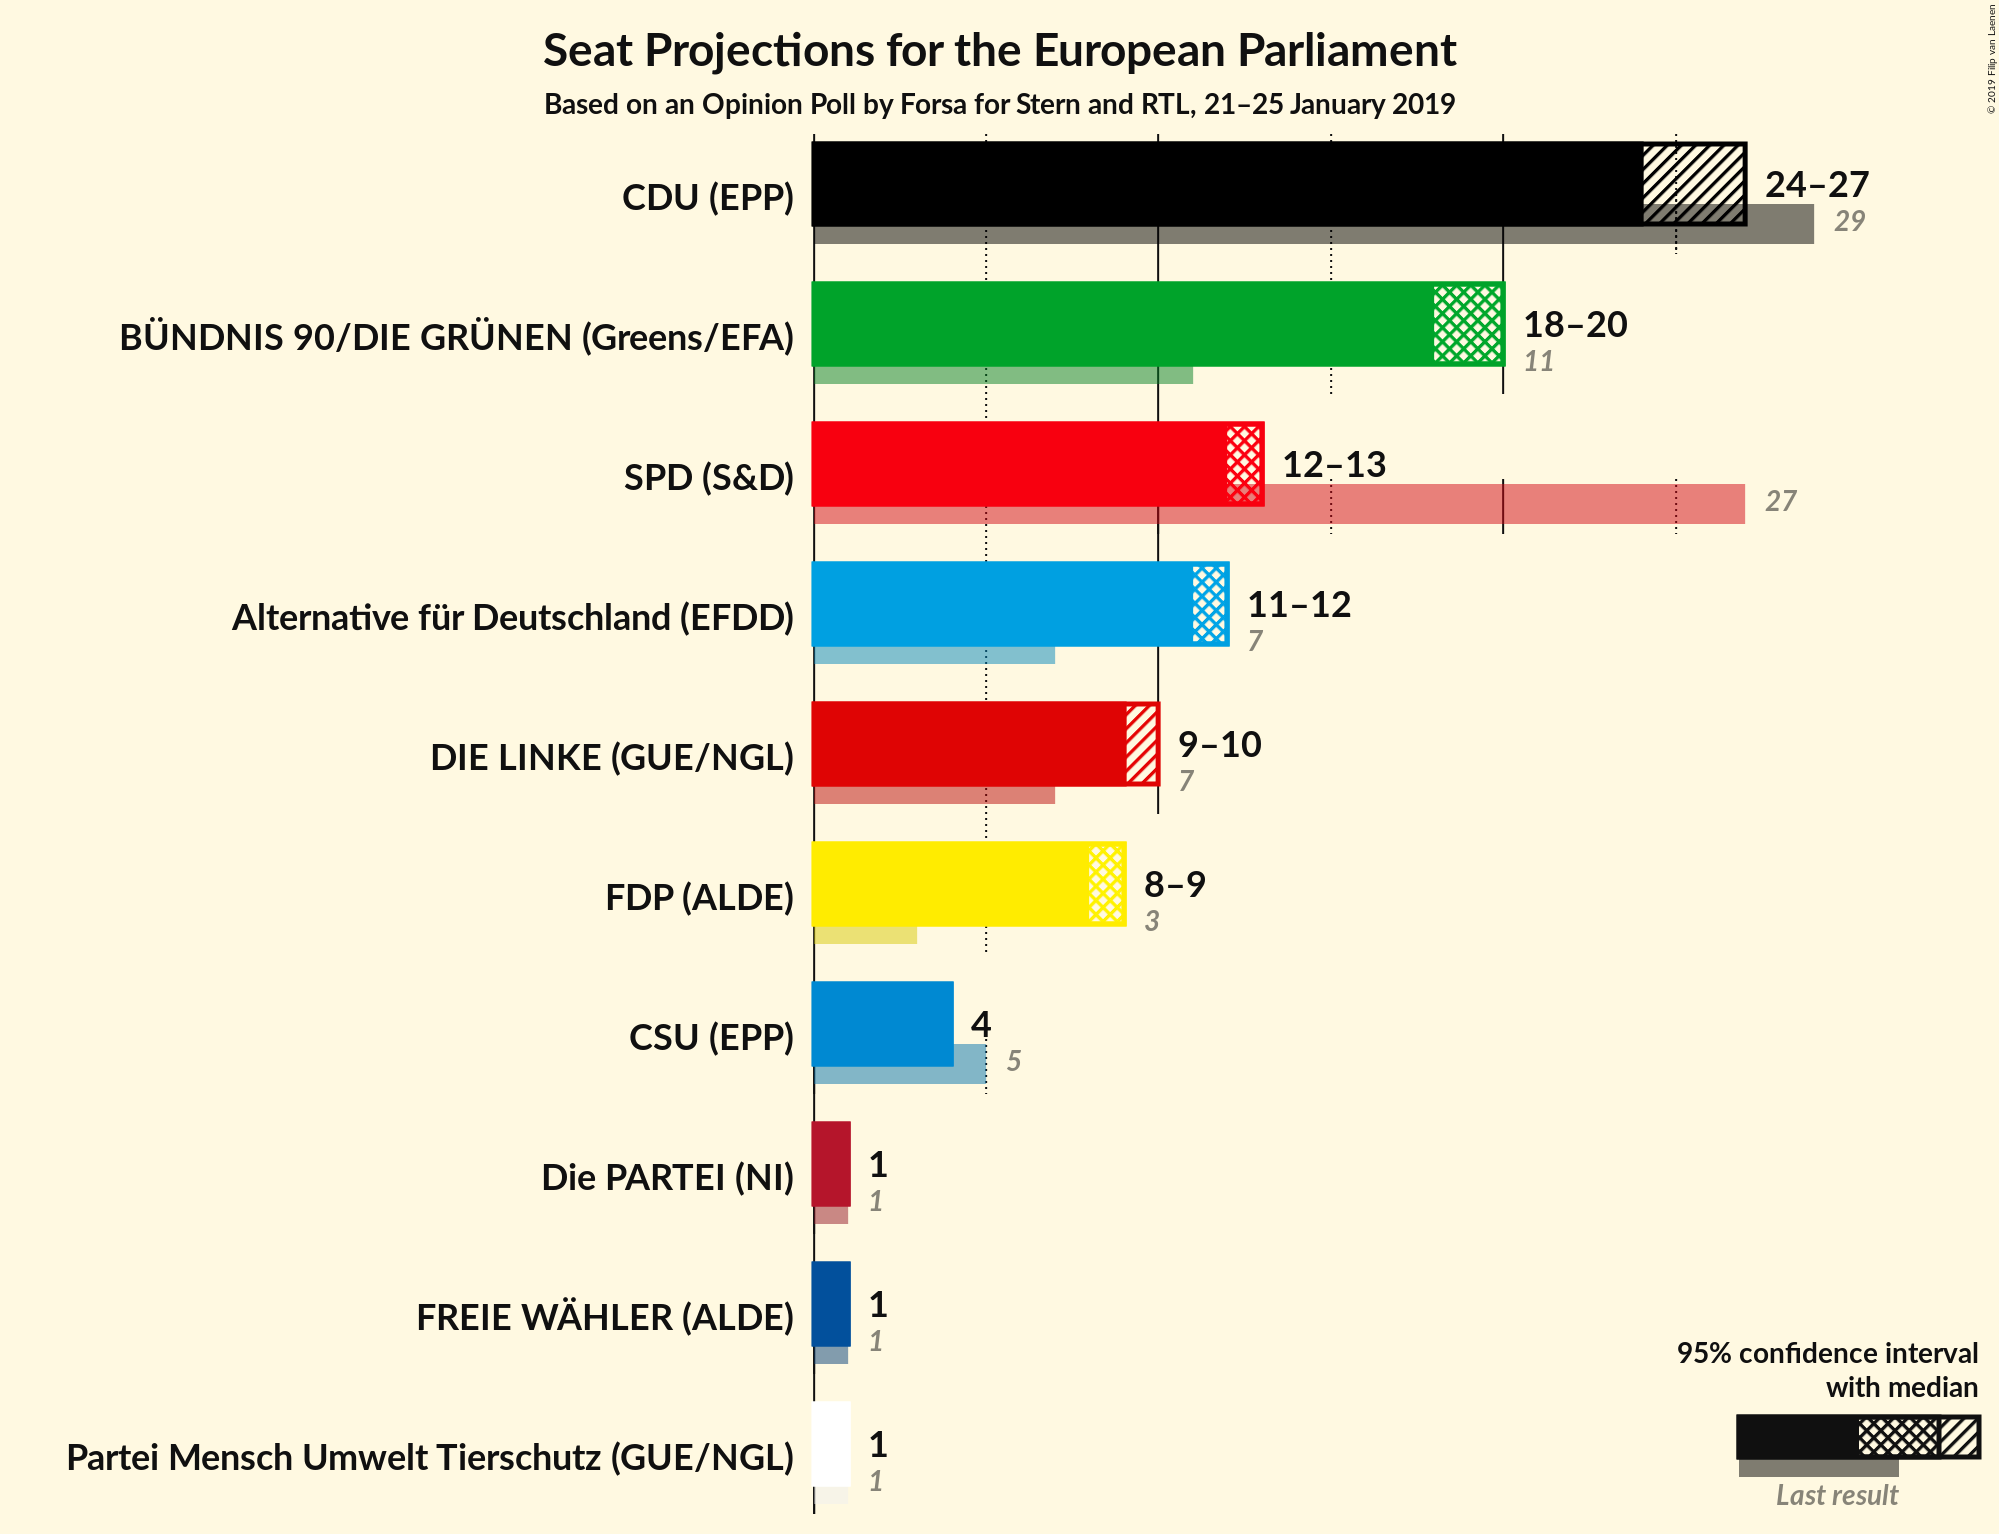 Seat Projections for the European Parliament
Based on an Opinion Poll by Forsa for Stern and RTL, 21–25 January 2019
© 2019 Filip van Laenen
CDU (EPP)
24–27
29
BÜNDNIS 90/DIE GRÜNEN (Greens/EFA)
18–20
11
SPD (S&D)
12–13
27
Alternative für Deutschland (EFDD)
11–12
7
DIE LINKE (GUE/NGL)
9–10
7
FDP (ALDE)
8–9
3
CSU (EPP)
4
5
Die PARTEI (NI)
1
1
FREIE WÄHLER (ALDE)
1
1
Partei Mensch Umwelt Tierschutz (GUE/NGL)
1
1
95% confidence interval
with median
Last result